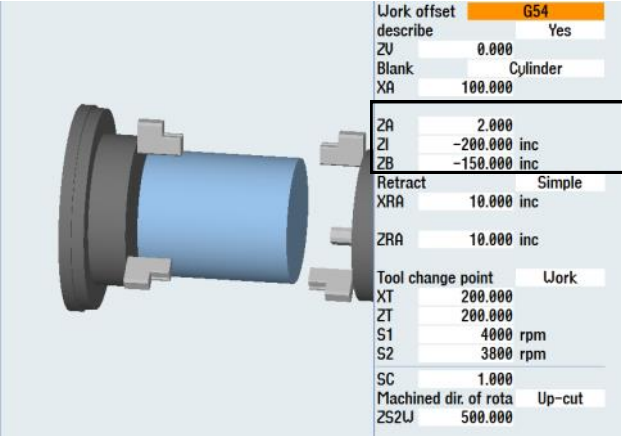 Work offset G54
describe Yes
ZV 0.000
Blank Cylinder
XA 100.000
ZA 2.000
ZI -200.000 inc
ZB -150.000 inc
Retract Simple
XRA 10.000 inc
ZRA 10.000 inc
Tool change point Work
XT 200.000
ZT 200.000
S1 4000 rpm
S2 3800 rpm
SC 1.000
Machined dir. of rota Up-cut
ZS2W 500.000